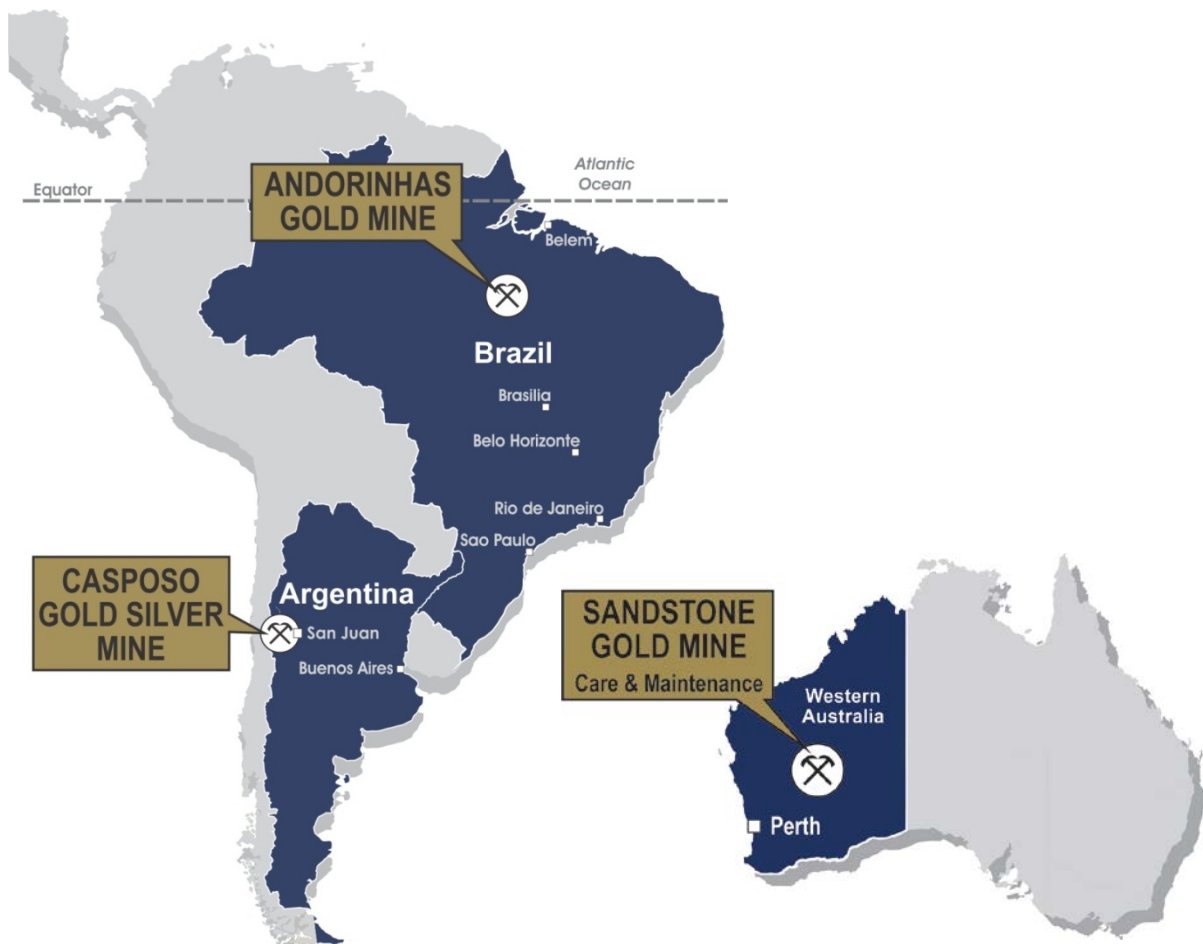 Equator
ANDORINHAS
GOLD MINE
Atlantic
Ocean
Belem
Brazil
Brasilia
Belo Horizonte
Rio de Janeiro
Sao Paulo
CASPOSO
GOLD SILVER
MINE
Argentina
San Juan
Buenos Aires
SANDSTONE
GOLD MINE
Care & Maintenance
Western
Australia
Perth